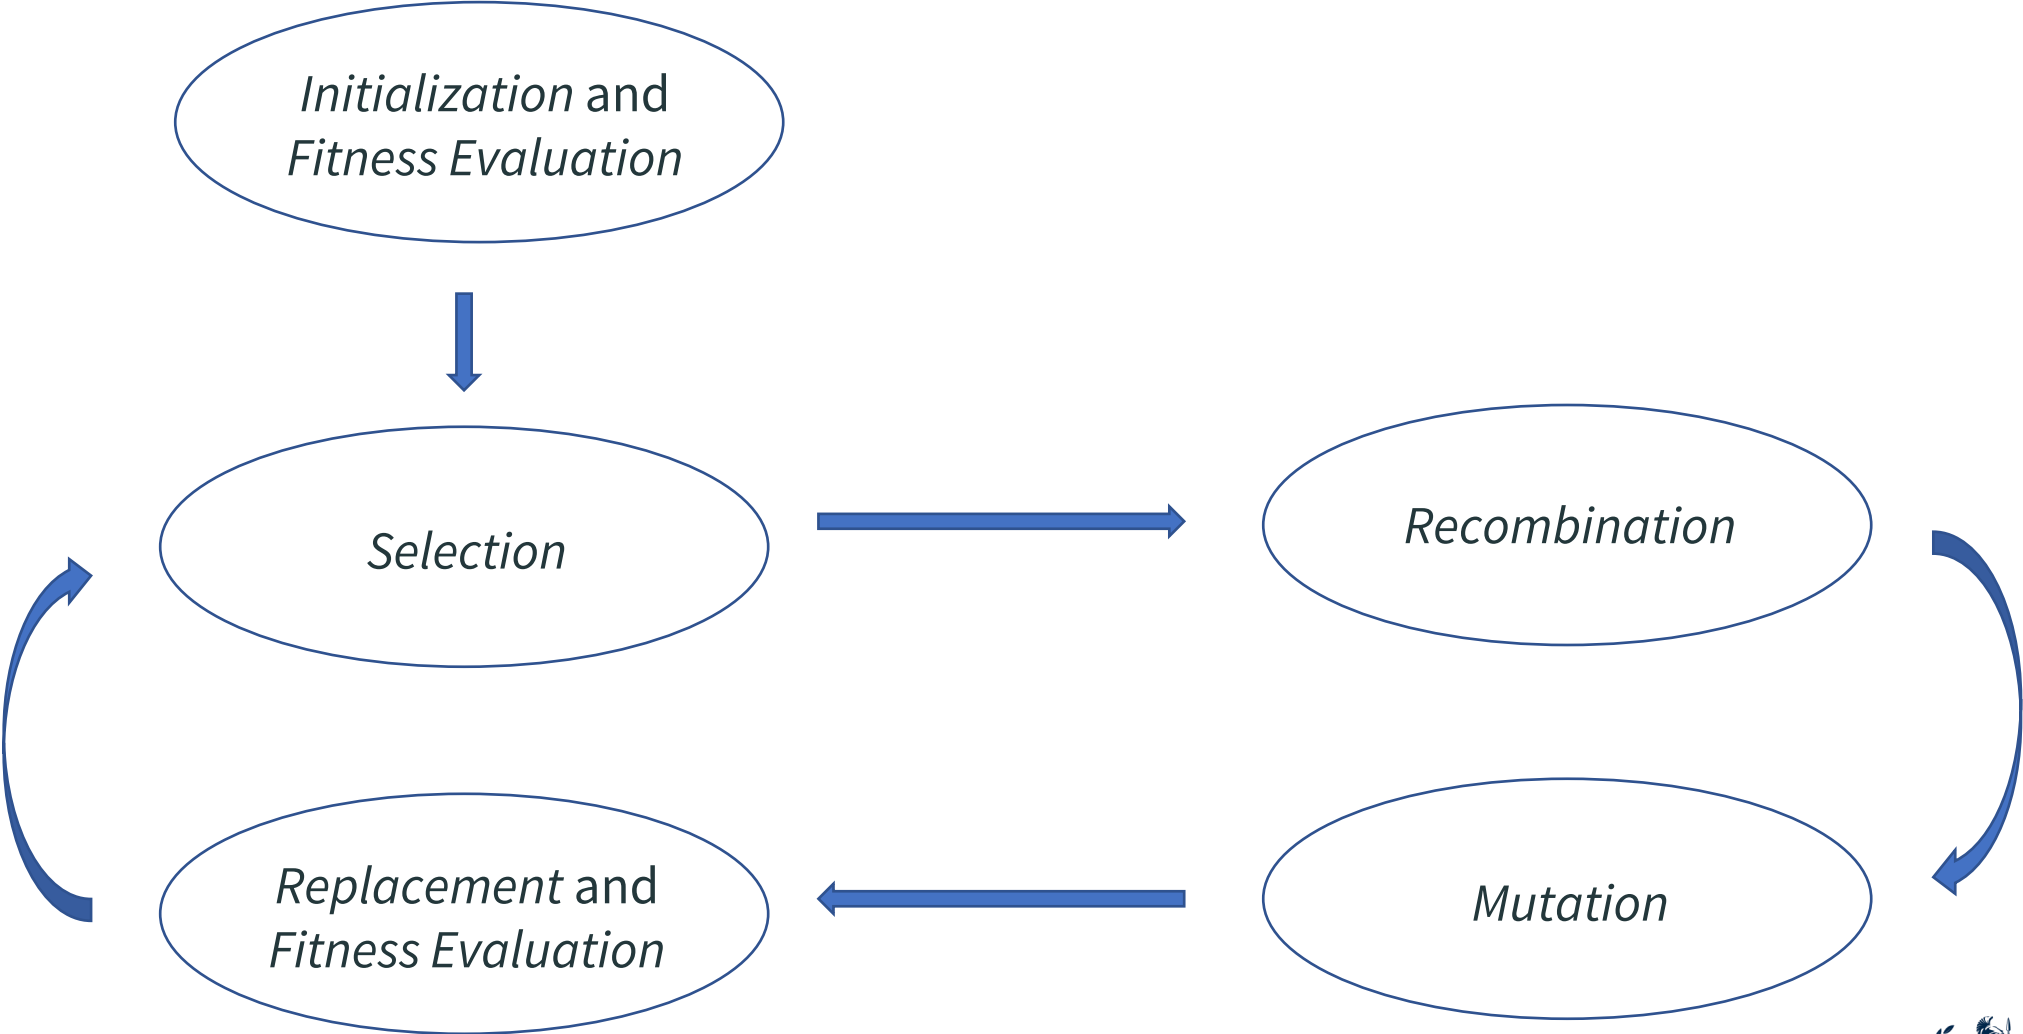 Initialization and
Fitness Evaluation
Selection
Recombination
Replacement and
Fitness Evaluation
Mutation